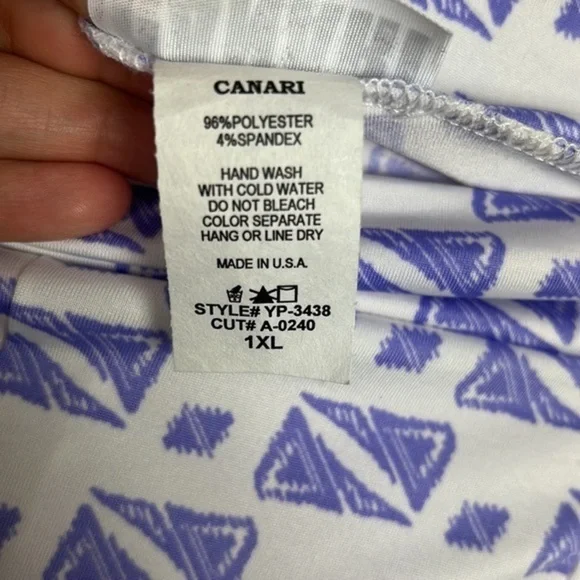 CANARI
96%POLYESTER
4%SPANDEX
HAND WASH
WITH COLD WATER
DO NOT BLEACH
COLOR SEPARATE
HANG OR LINE DRY
MADE IN U.S.A.
STYLE# YP-3438
CUT# A-0240
1XL